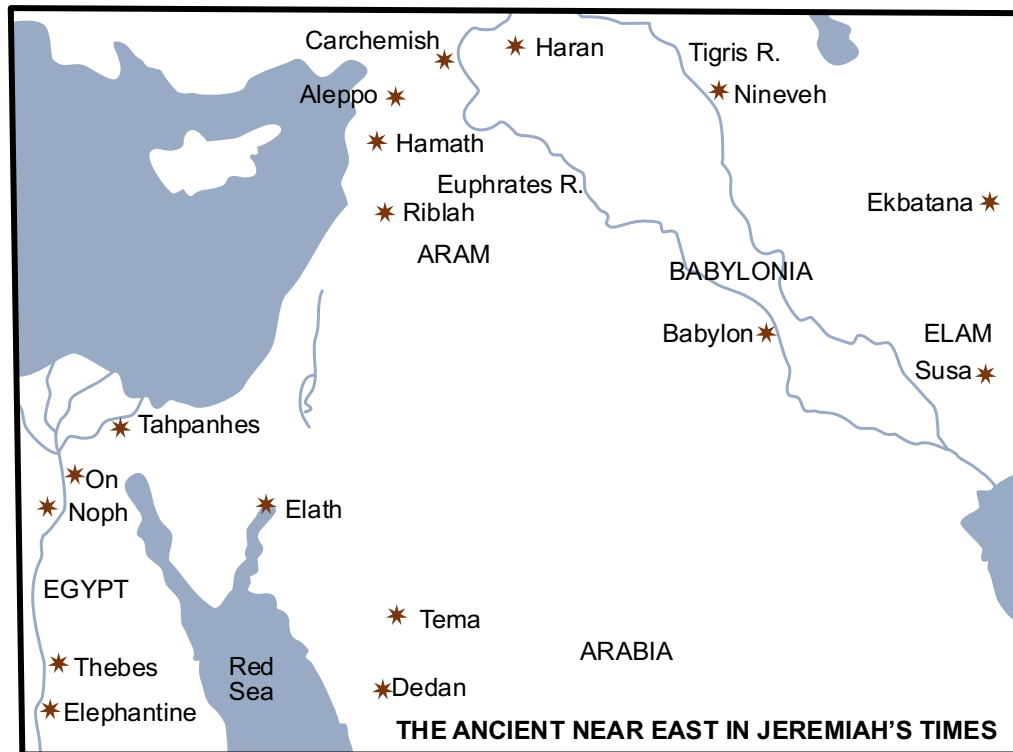 Carchemish
Haran
Tigris R.
Aleppo
Nineveh
Hamath
Euphrates R.
Ekbatana
Riblah
ARAM
BABYLONIA
Babylon
ELAM
Susa
Tahpanhes
On
Noph
Elath
EGYPT
Tema
ARABIA
Thebes
Red
Sea
Dedan
Elephantine
THE ANCIENT NEAR EAST IN JEREMIAH’S TIMES